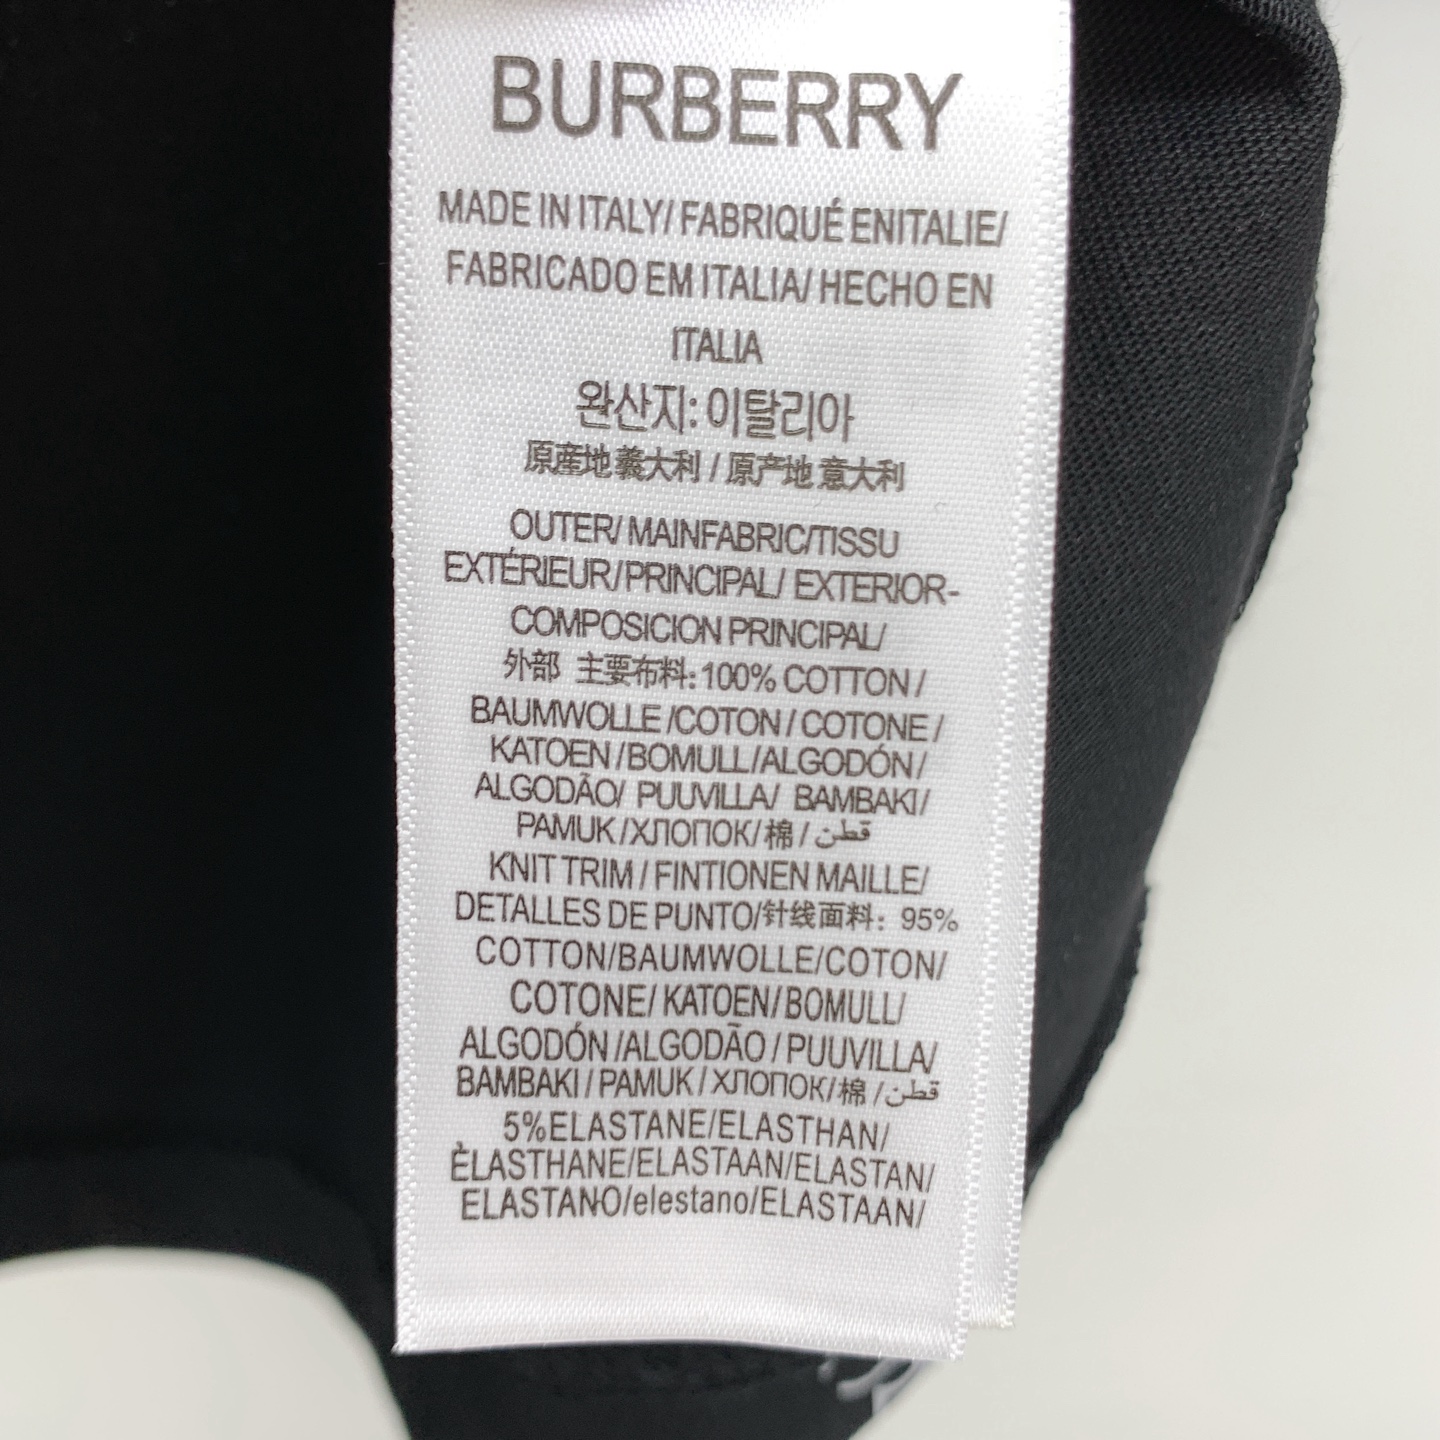 BURBERRY
MADE IN ITALY/ FABRIQUÉ ENITALIE/
FABRICADO EM ITALIA/ HECHO EN
ITALIA
완산지: 이탈리아
原産地義大利 / 原产地 意大利
OUTER/ MAINFABRIC/TISSU
EXTÉRIEUR/PRINCIPAL/ EXTERIOR-
COMPOSICION PRINCIPAL/
外部 主要布料: 100% COTTON /
BAUMWOLLE /COTON / COTONE /
KATOEN /BOMULL/ALGODÓN/
ALGODÃO/ PUUVILLA/ BAMBAKI/
PAMUK /ХЛОПОК/棉 / قطن
KNIT TRIM / FINTIONEN MAILLE/
DETALLES DE PUNTO/针线面料: 95%
COTTON/BAUMWOLLE/COTON/
COTONE/ KATOEN/BOMULL/
ALGODÓN /ALGODÃO / PUUVILLA/
BAMBAKI / PAMUK / ХЛОПОК/棉 / قطن
5%ELASTANE/ELASTHAN/
ÈLASTHANE/ELASTAAN/ELASTAN/
ELASTANO/elestano/ELASTAAN/